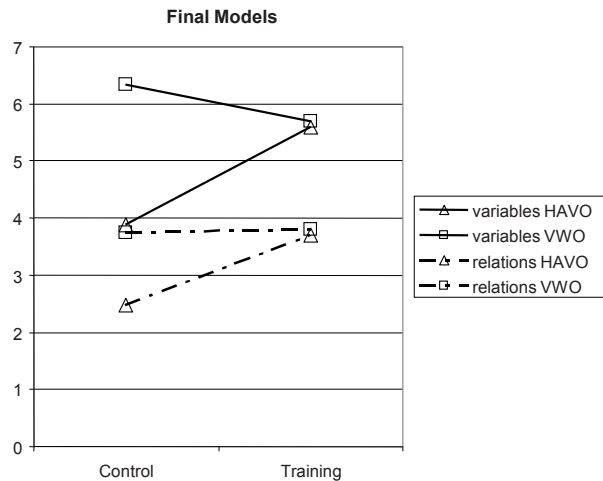 Final Models
7
6
5
4
3
2
1
0
Control Training
variables HAVO
variables VWO
relations HAVO
relations VWO